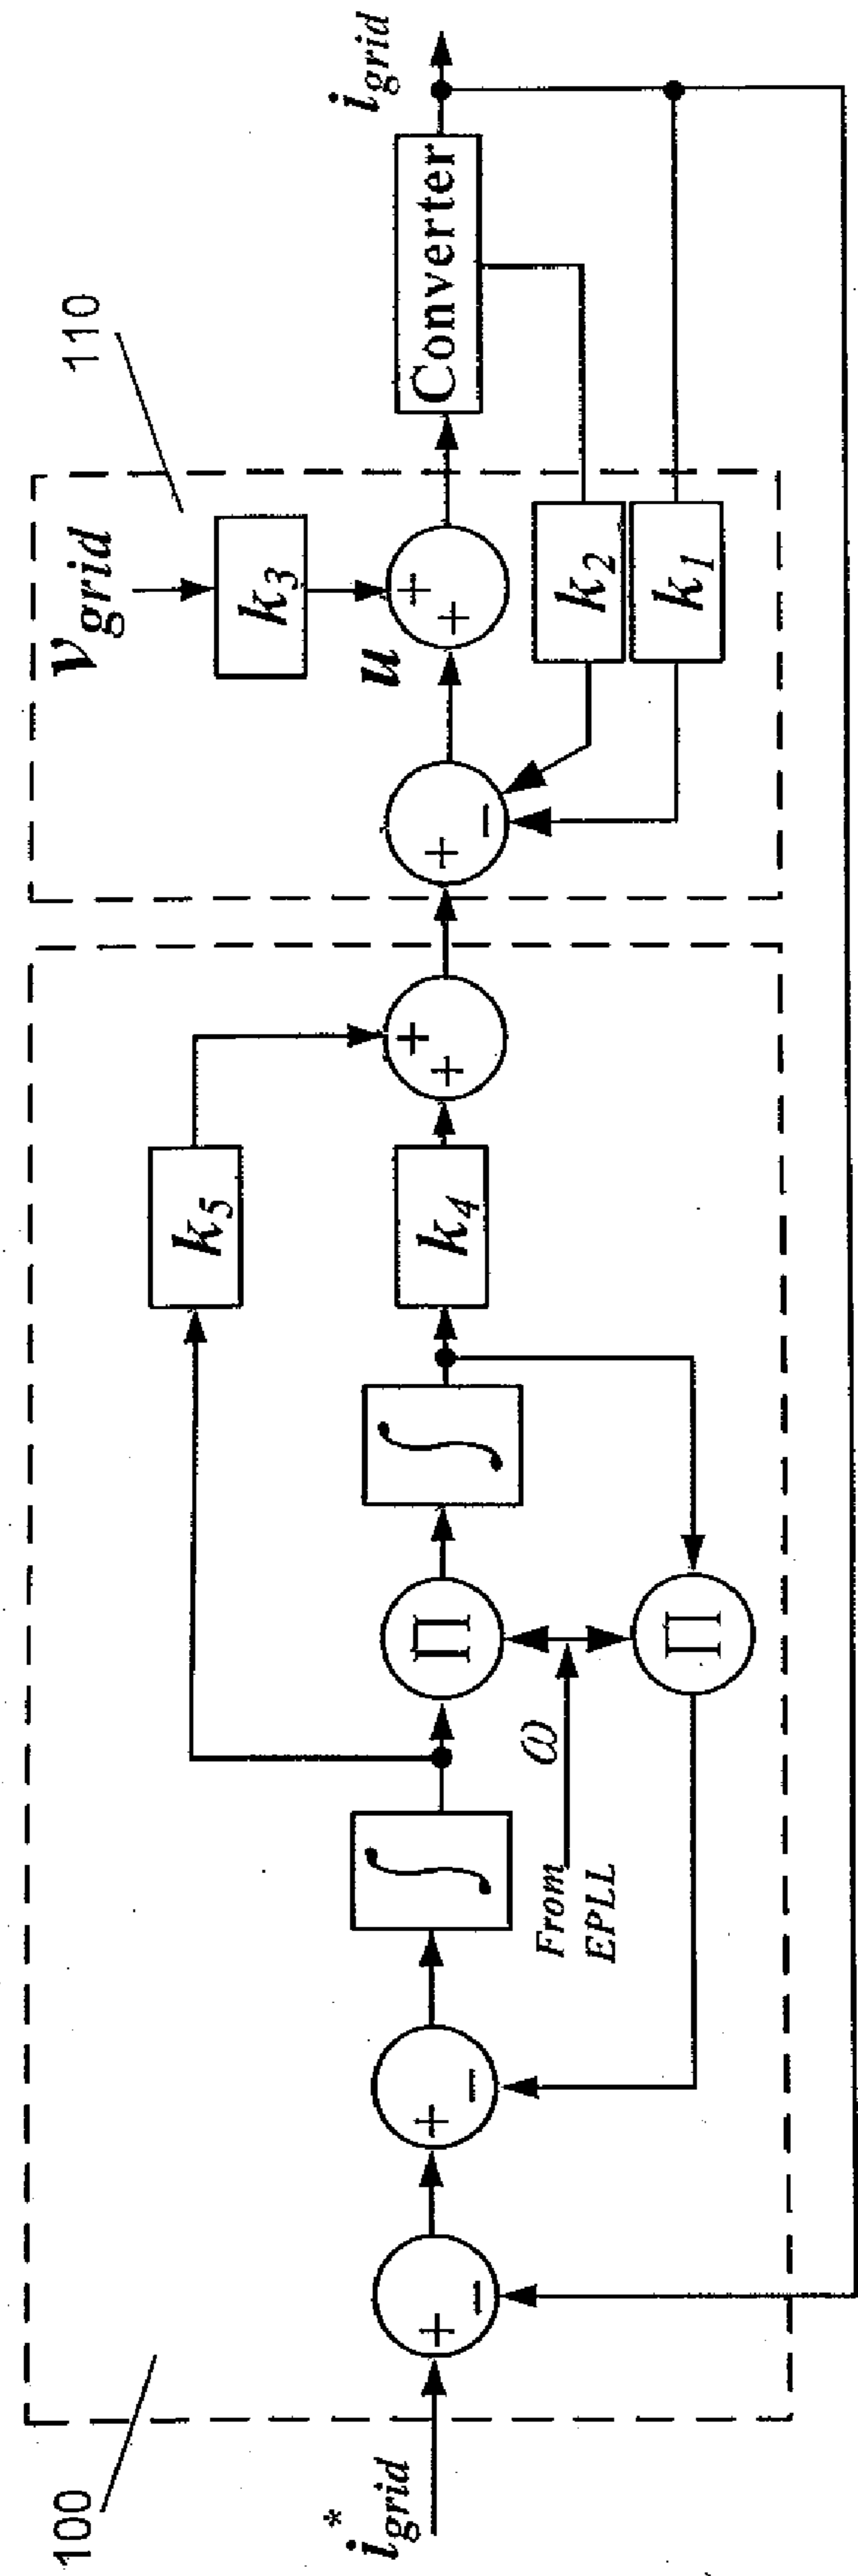 100
110
i*grid
+
−
+
−
∫
From
EPLL
ω
Π
Π
∫
k5
k4
+
+
+
−
u
vgrid
k3
+
+
k2
k1
Converter
igrid